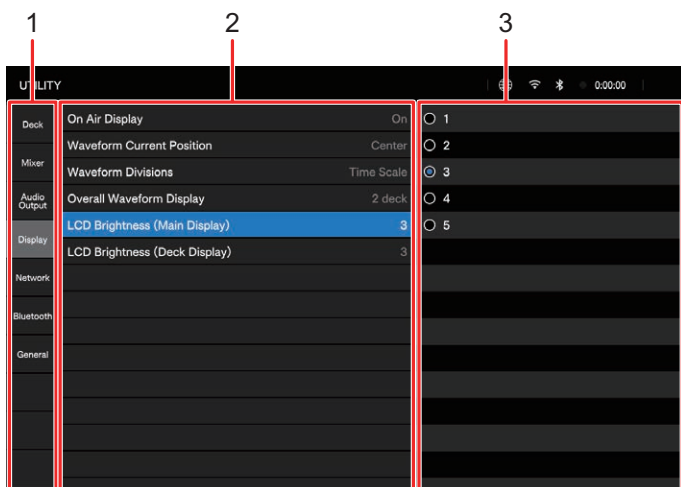 1 2 3
UTILITY 0:00:00
Deck
Mixer
Audio
Output
Display
Network
Bluetooth
General
On Air Display On
Waveform Current Position Center
Waveform Divisions Time Scale
Overall Waveform Display 2 deck
LCD Brightness (Main Display) 3
LCD Brightness (Deck Display) 3
1
2
3
4
5